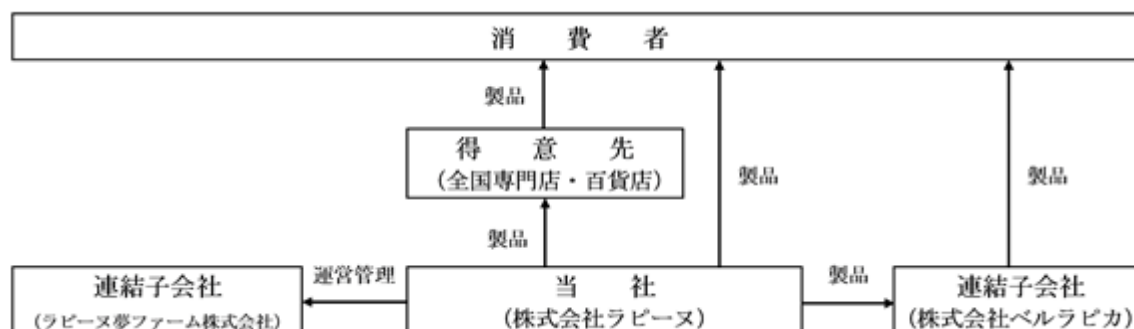 消費者
製品
得意先
(全国専門店・百貨店)
製品
製品
製品
連結子会社
(ラピーヌ夢ファーム株式会社)
運営管理
当社
(株式会社ラピーヌ)
製品
連結子会社
(株式会社ベルラピカ)